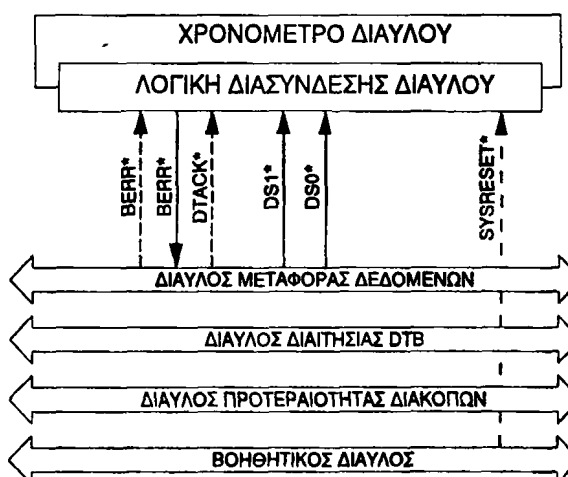 ΧΡΟΝΟΜΕΤΡΟ ΔΙΑΥΛΟΥ
ΛΟΓΙΚΗ ΔΙΑΣΥΝΔΕΣΗΣ ΔΙΑΥΛΟΥ
BERR*
BERR*
DTACK*
DS1*
DS0*
SYSRESET*
ΔΙΑΥΛΟΣ ΜΕΤΑΦΟΡΑΣ ΔΕΔΟΜΕΝΩΝ
ΔΙΑΥΛΟΣ ΔΙΑΙΤΗΣΙΑΣ DTB
ΔΙΑΥΛΟΣ ΠΡΟΤΕΡΑΙΟΤΗΤΑΣ ΔΙΑΚΟΠΩΝ
ΒΟΗΘΗΤΙΚΟΣ ΔΙΑΥΛΟΣ